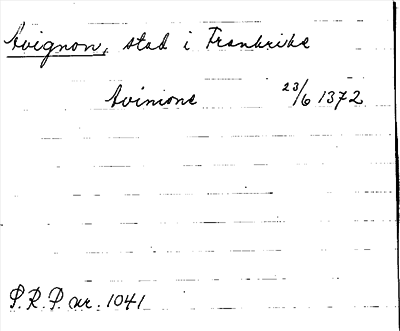 Avignon, stad i Frankrike
Avinione 23/6 1372
S.R.P. nr. 1041